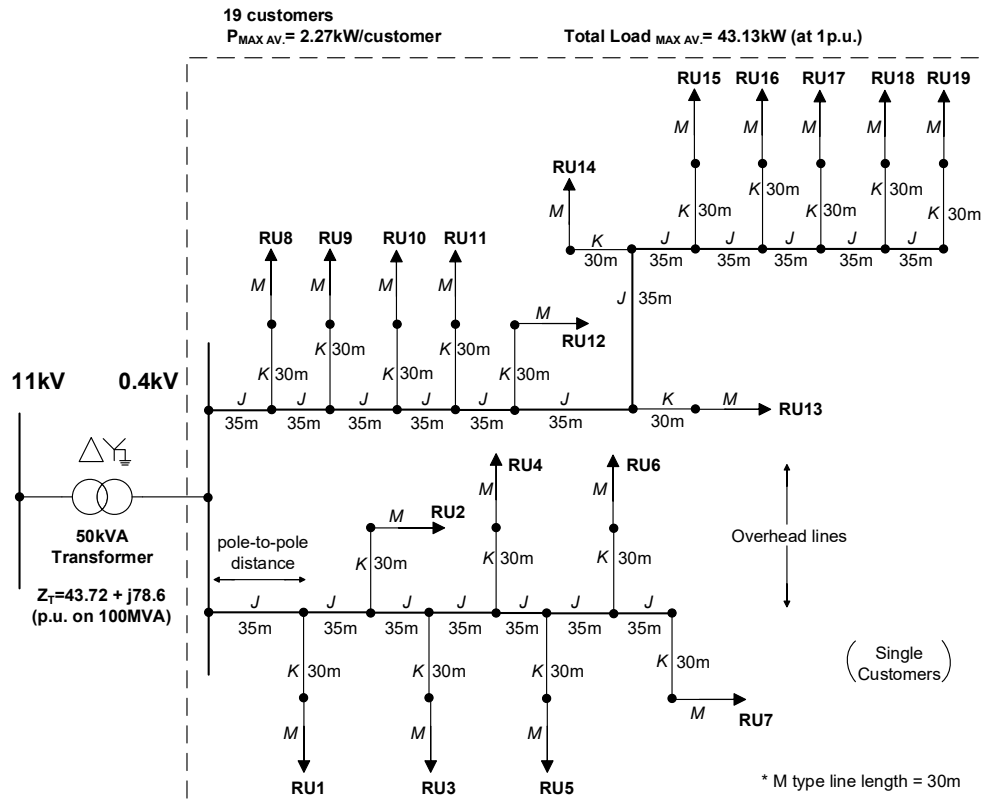 19 customers
P MAX AV.= 2.27kW/customer
Total Load MAX AV.= 43.13kW (at 1p.u.)
RU15 RU16 RU17 RU18 RU19
M M M M M
RU14
M
K 30m K 30m K 30m K 30m K 30m
K
30m
J J J J J
35m 35m 35m 35m 35m
RU8 RU9 RU10 RU11
M M M M
J 35m
M
RU12
K 30m K 30m K 30m K 30m K 30m
11kV 0.4kV
J J J J J J
35m 35m 35m 35m 35m 35m
K M
30m
RU13
50kVA
Transformer
Z T=43.72 + j78.6
(p.u. on 100MVA)
RU4 RU6
M M
M
RU2
Overhead lines
pole-to-pole
distance
K 30m K 30m K 30m
J J J J J J J
35m 35m 35m 35m 35m 35m 35m
K 30m K 30m K 30m K 30m
(Single
Customers)
M
RU7
M M M
RU1 RU3 RU5
* M type line length = 30m